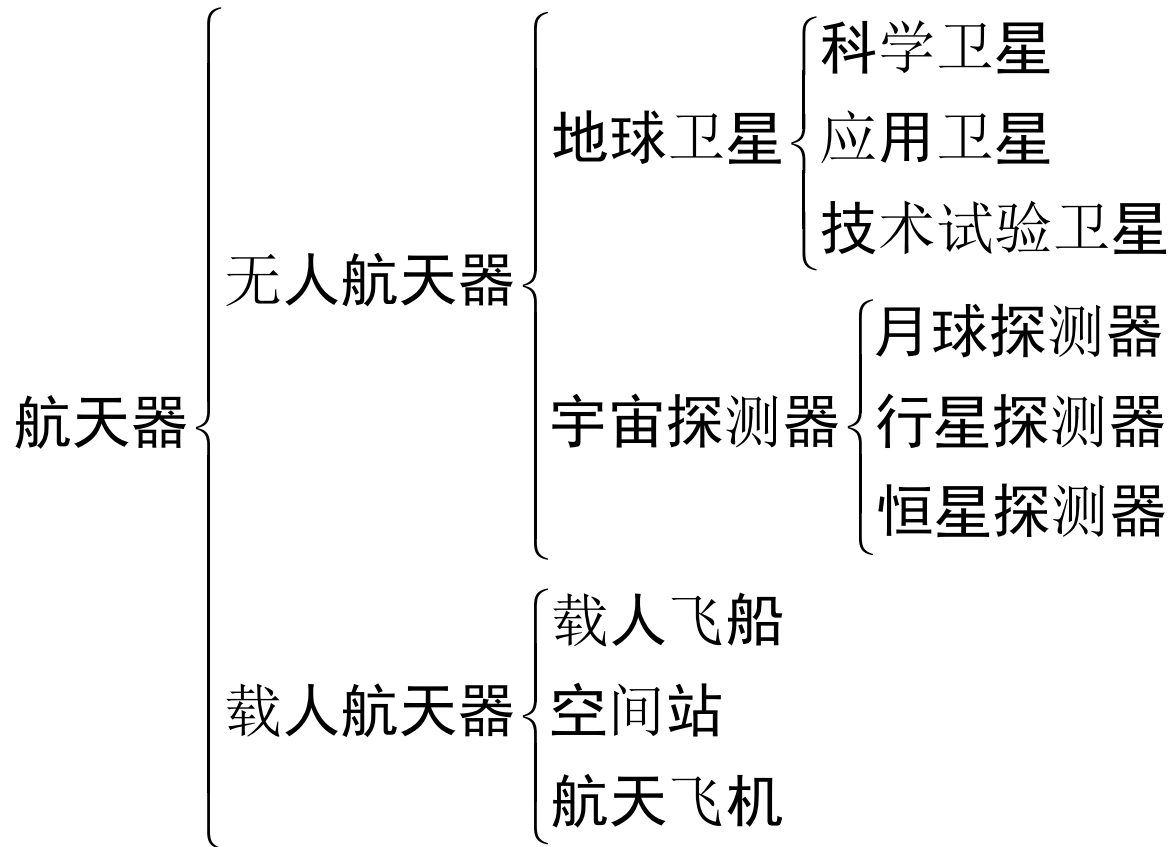 航天器
无人航天器
地球卫星
科学卫星
应用卫星
技术试验卫星
宇宙探测器
月球探测器
行星探测器
恒星探测器
载人航天器
载人飞船
空间站
航天飞机